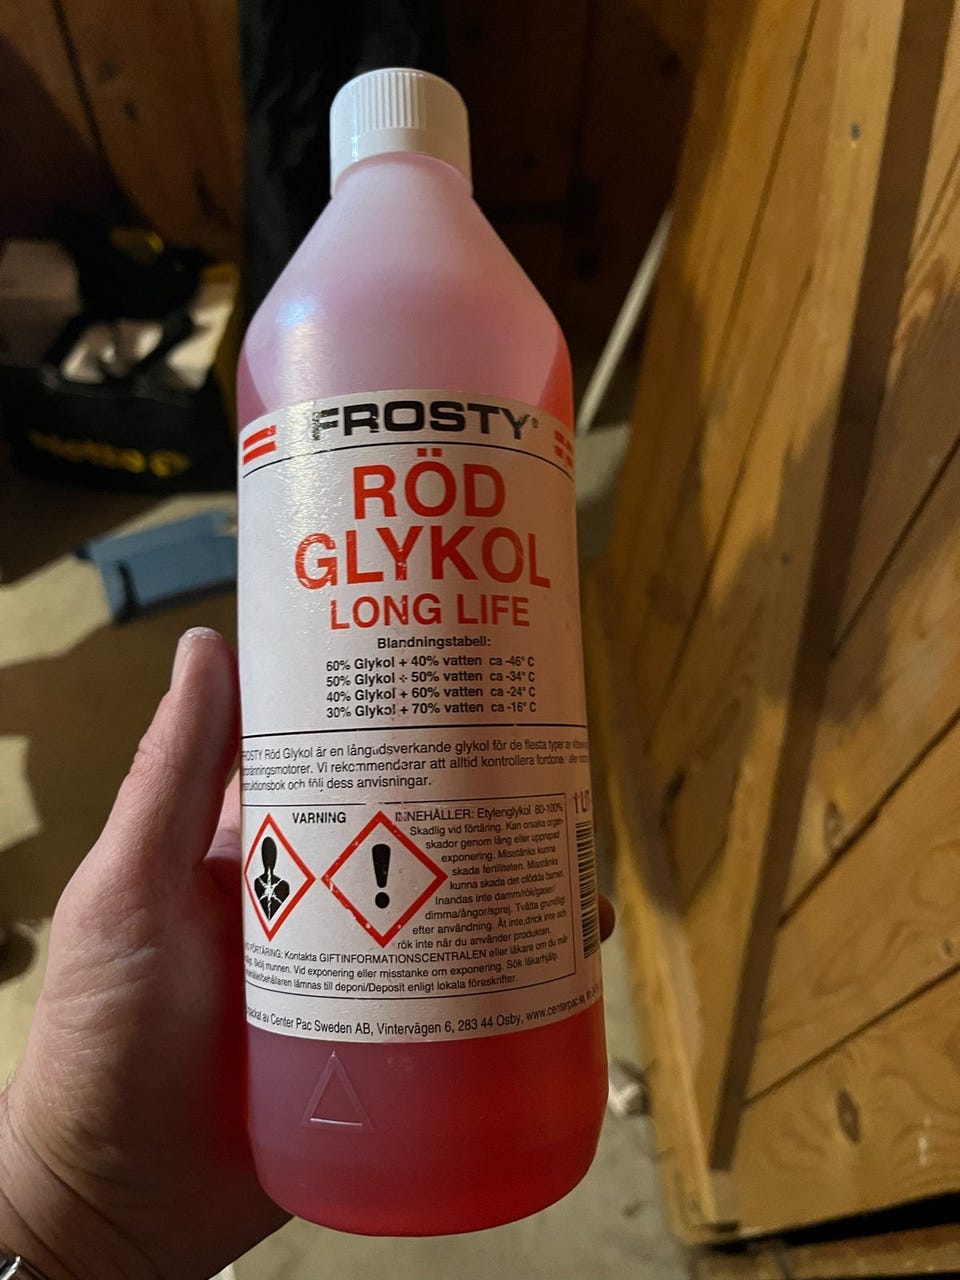 FROSTY®
RÖD
GLYKOL
LONG LIFE
Blandningstabell:
60% Glykol + 40% vatten ca -46° C
50% Glykol + 50% vatten ca -34° C
40% Glykol + 60% vatten ca -24° C
30% Glykol + 70% vatten ca -16° C
FROSTY Röd Glykol är en långtidsverkande glykol för de flesta typer av
förbränningsmotorer. Vi rekommenderar att alltid kontrollera fordonets eller
instruktionsbok och följ dess anvisningar.
1 LIT
VARNING
INNEHÅLLER: Etylenglykol 80-100%
Skadlig vid förtäring. Kan orsaka organ-
skador genom lång eller upprepad
exponering. Misstänks kunna
skada fertiliteten. Misstänks
kunna skada det ofödda barnet.
Inandas inte damm/rök/gaser/
dimma/ångor/sprej. Tvätta grundligt
efter användning. Ät inte,drick inte och
rök inte när du använder produkten.
FÖRTÄRING: Kontakta GIFTINFORMATIONSCENTRALEN eller läkare om du mår
Skölj munnen. Vid exponering eller misstanke om exponering. Sök läkarhjälp.
lämnas till deponi/Deposit enligt lokala föreskrifter.
av Center Pac Sweden AB, Vintervägen 6, 283 44 Osby, www.centerpac.se,